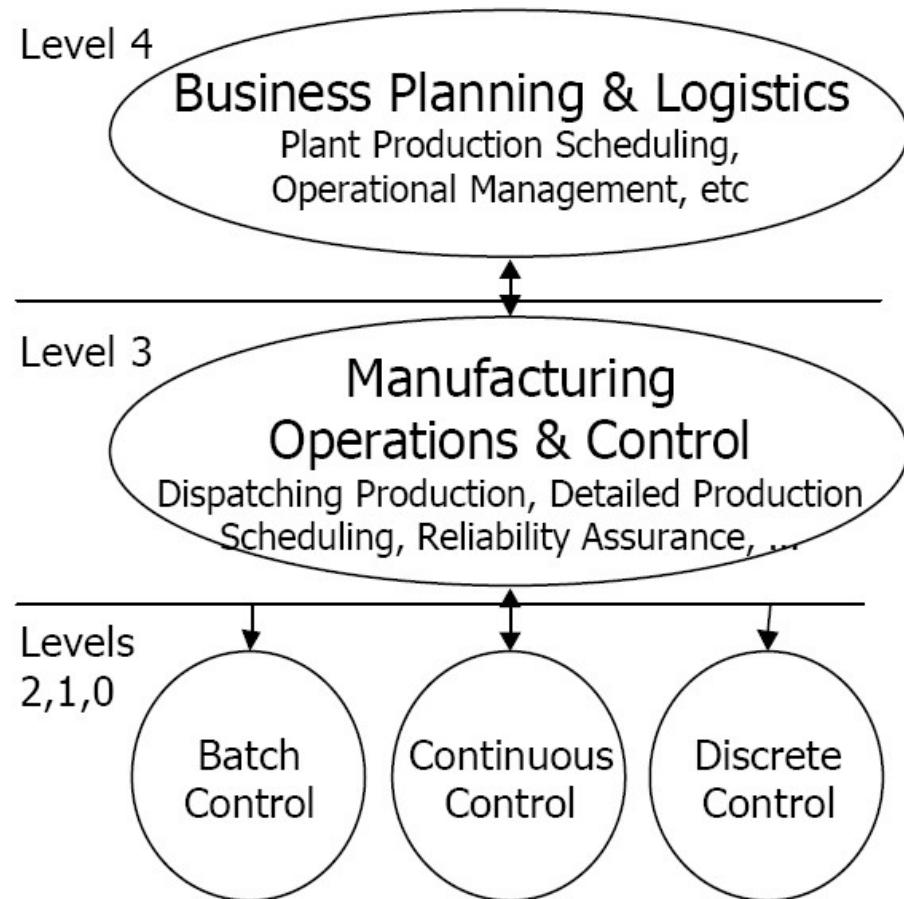 Level 4
Business Planning & Logistics
Plant Production Scheduling,
Operational Management, etc
Level 3
Manufacturing
Operations & Control
Dispatching Production, Detailed Production
Scheduling, Reliability Assurance, ...
Levels
2,1,0
Batch
Control
Continuous
Control
Discrete
Control